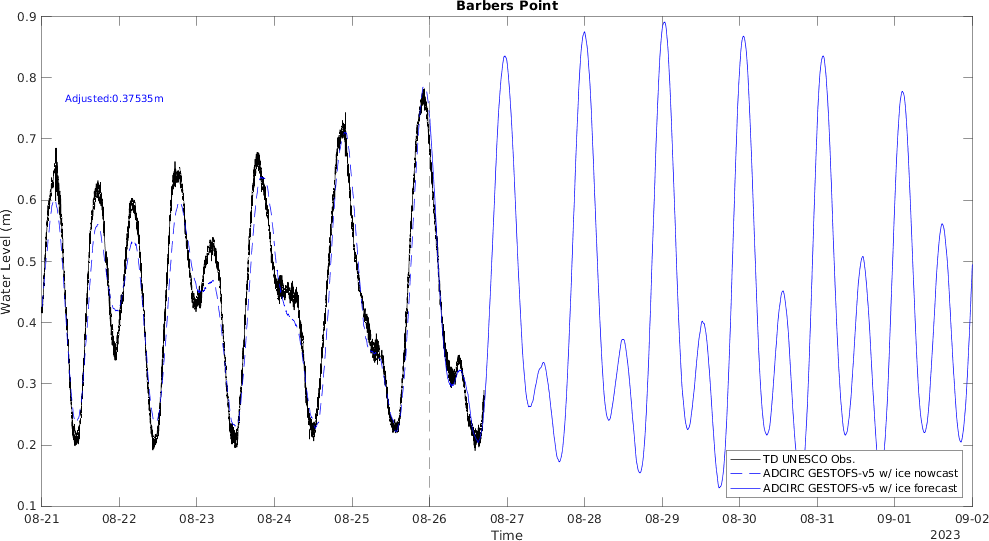 Barbers Point
0.9
0.8
0.7
0.6
0.5
0.4
0.3
0.2
0.1
Water Level (m)
Adjusted:0.37535m
TD UNESCO Obs.
ADCIRC GESTOFS-v5 w/ ice nowcast
ADCIRC GESTOFS-v5 w/ ice forecast
08-21 08-22 08-23 08-24 08-25 08-26 08-27 08-28 08-29 08-30 08-31 09-01 09-02
Time
2023